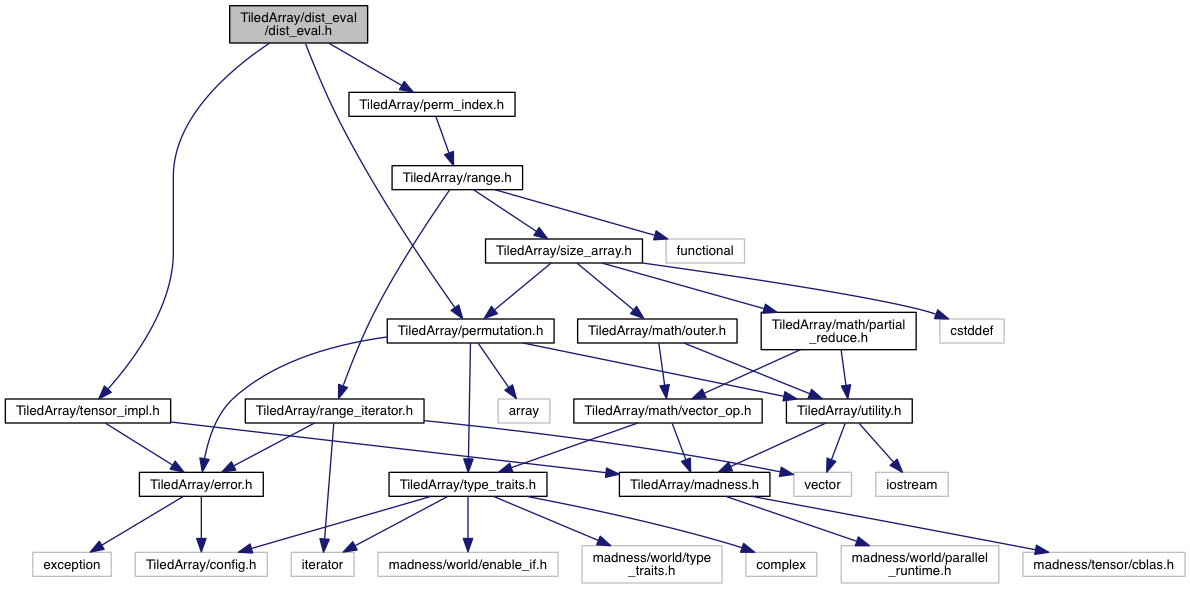 TiledArray/dist_eval
/dist_eval.h
TiledArray/perm_index.h
TiledArray/range.h
TiledArray/size_array.h
functional
TiledArray/permutation.h
TiledArray/math/outer.h
TiledArray/math/partial
_reduce.h
cstddef
TiledArray/tensor_impl.h
TiledArray/range_iterator.h
array
TiledArray/math/vector_op.h
TiledArray/utility.h
TiledArray/error.h
TiledArray/type_traits.h
TiledArray/madness.h
vector
iostream
exception
TiledArray/config.h
iterator
madness/world/enable_if.h
madness/world/type
_traits.h
complex
madness/world/parallel
_runtime.h
madness/tensor/cblas.h